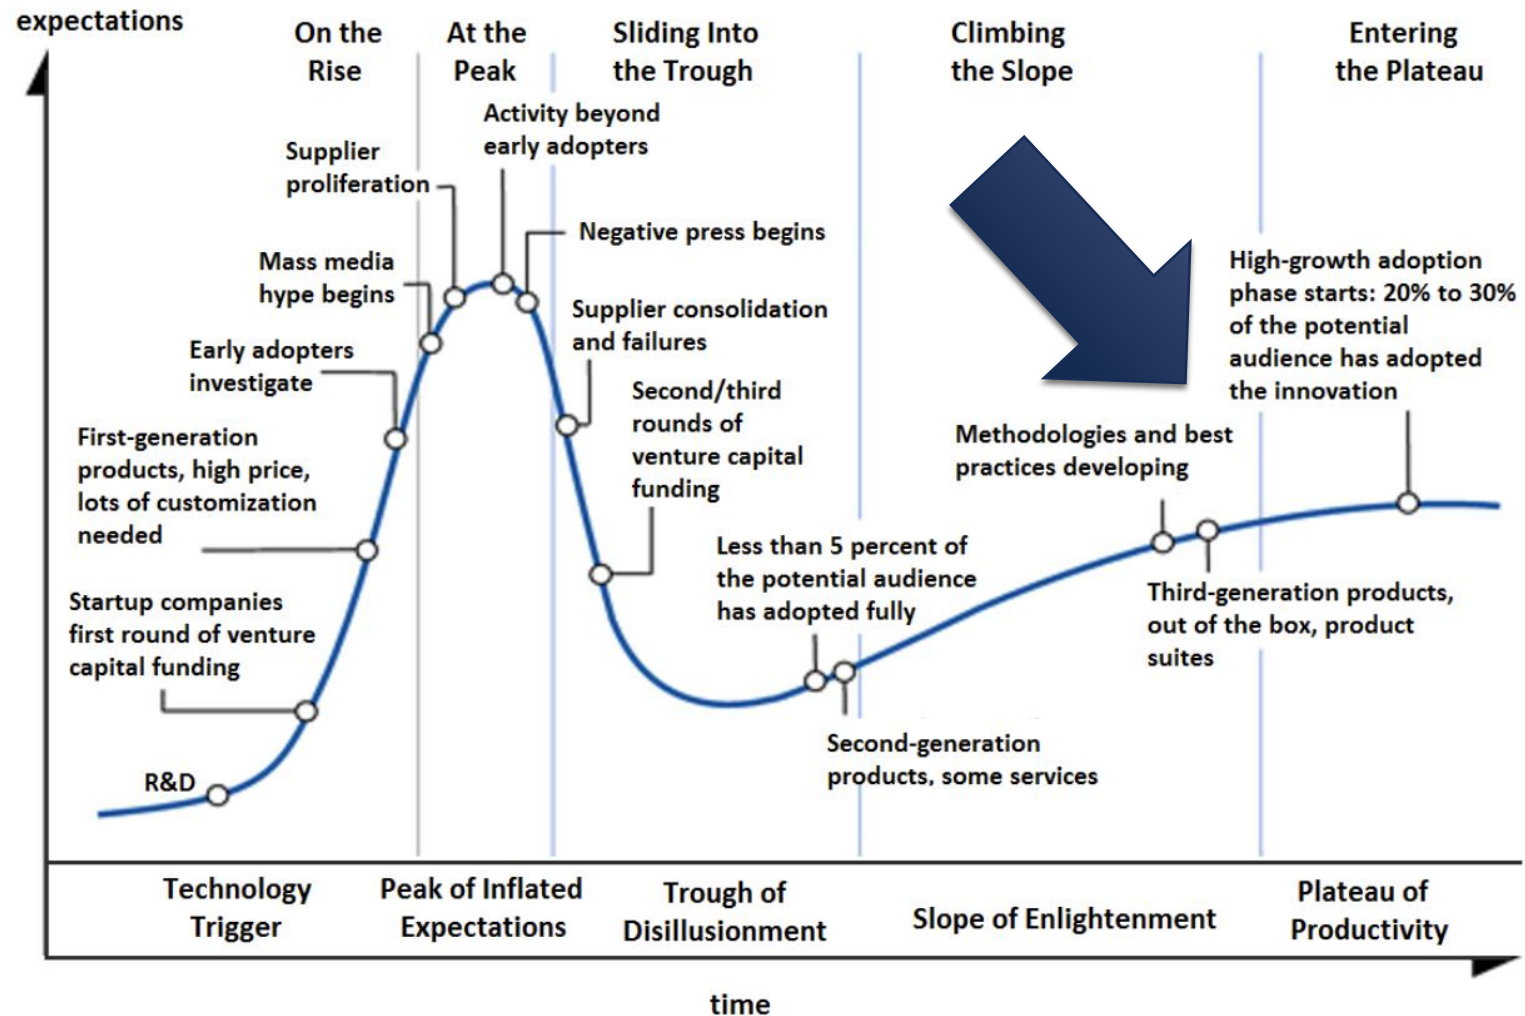 expectations
On the
Rise
At the
Peak
Sliding Into
the Trough
Climbing
the Slope
Entering
the Plateau
Activity beyond
early adopters
Supplier
proliferation
Negative press begins
Mass media
hype begins
Supplier consolidation
and failures
Early adopters
investigate
Second/third
rounds of
venture capital
funding
First-generation
products, high price,
lots of customization
needed
Startup companies
first round of venture
capital funding
R&D
Less than 5 percent of
the potential audience
has adopted fully
Second-generation
products, some services
Methodologies and best
practices developing
Third-generation products,
out of the box, product
suites
High-growth adoption
phase starts: 20% to 30%
of the potential
audience has adopted
the innovation
Technology
Trigger
Peak of Inflated
Expectations
Trough of
Disillusionment
Slope of Enlightenment
Plateau of
Productivity
time